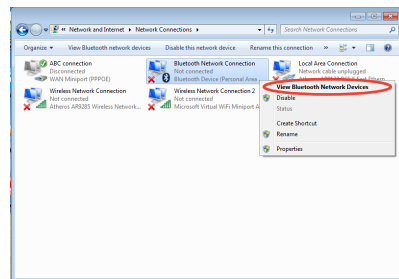 « Network and Internet ▸ Network Connections ▸
Search Network Connections
Organize ▾ View Bluetooth network devices Disable this network device Rename this connection »
ABC connection
Disconnected
WAN Miniport (PPPOE)
Bluetooth Network Connection
Not connected
Bluetooth Device (Personal Area ...
Local Area Connection
Network cable unplugged
Wireless Network Connection
Not connected
Atheros AR9285 Wireless Network...
Wireless Network Connection 2
Not connected
Microsoft Virtual WiFi Miniport A...
View Bluetooth Network Devices
Disable
Status
Create Shortcut
Rename
Properties